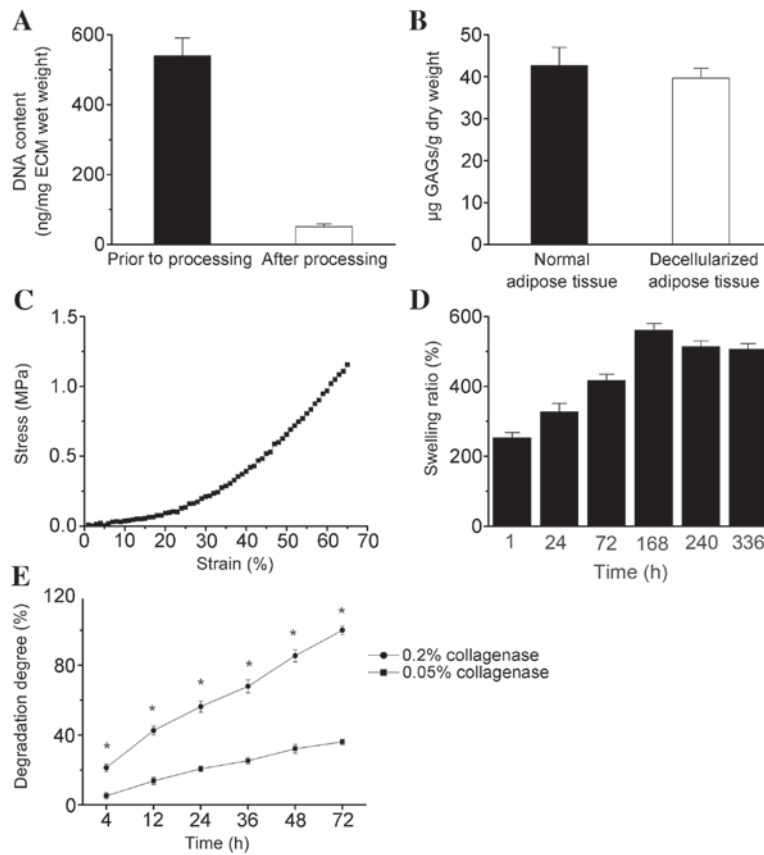 A
DNA content
(ng/mg ECM wet weight)
600
400
200
0
Prior to processing After processing
B
µg GAGs/g dry weight
50
40
30
20
10
0
Normal
adipose tissue
Decellularized
adipose tissue
C
Stress (MPa)
1.5
1.0
0.5
0.0
0 10 20 30 40 50 60 70
Strain (%)
D
Swelling ratio (%)
600
400
200
0
1 24 72 168 240 336
Time (h)
E
Degradation degree (%)
120
80
40
0
* * * * * *
4 12 24 36 48 72
Time (h)
0.2% collagenase
0.05% collagenase